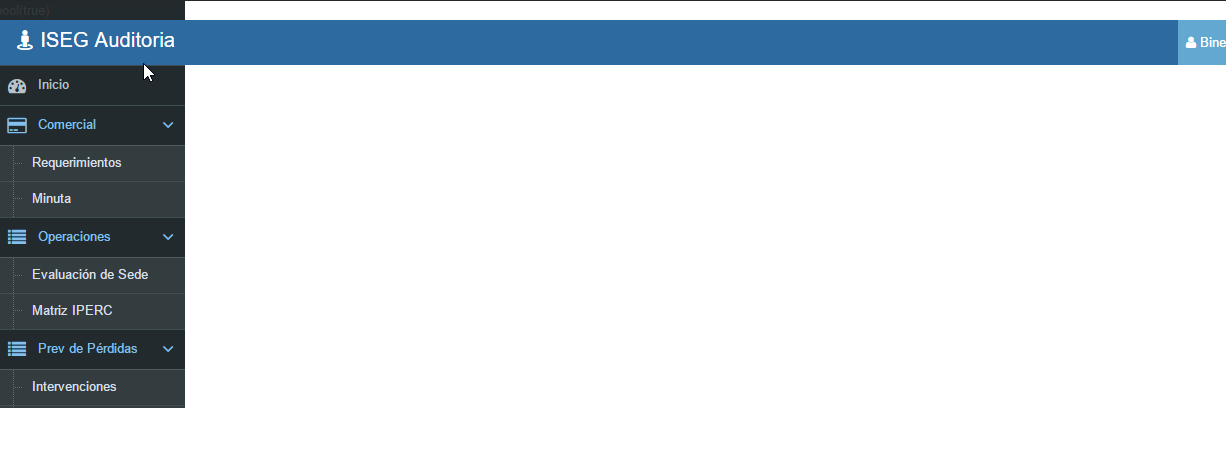 ool(true)
ISEG Auditoria
Bine
Inicio
Comercial
Requerimientos
Minuta
Operaciones
Evaluación de Sede
Matriz IPERC
Prev de Pérdidas
Intervenciones